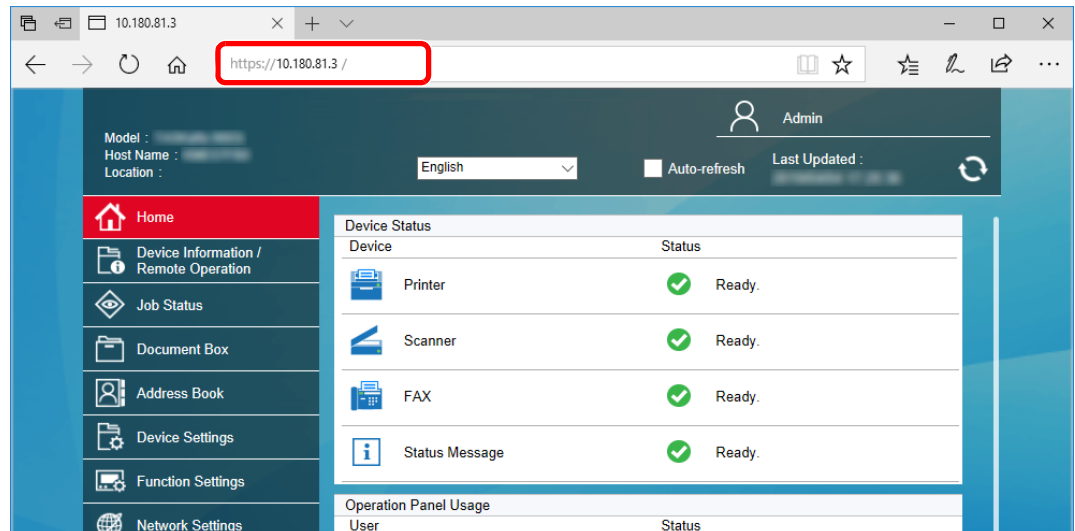 10.180.81.3
https://10.180.81.3 /
Admin
Model :
Host Name :
Location :
English
Auto-refresh
Last Updated :
Home
Device Information /
Remote Operation
Job Status
Document Box
Address Book
Device Settings
Function Settings
Network Settings
Device Status
Device Status
Printer Ready.
Scanner Ready.
FAX Ready.
Status Message Ready.
Operation Panel Usage
User Status